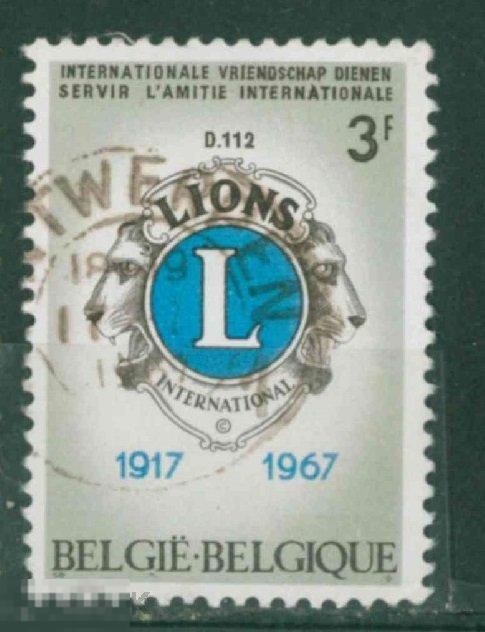 INTERNATIONALE VRIENDSCHAP DIENEN
SERVIR L'AMITIE INTERNATIONALE
3F
D.112
LIONS
L
INTERNATIONAL
©
1917 1967
BELGIË·BELGIQUE